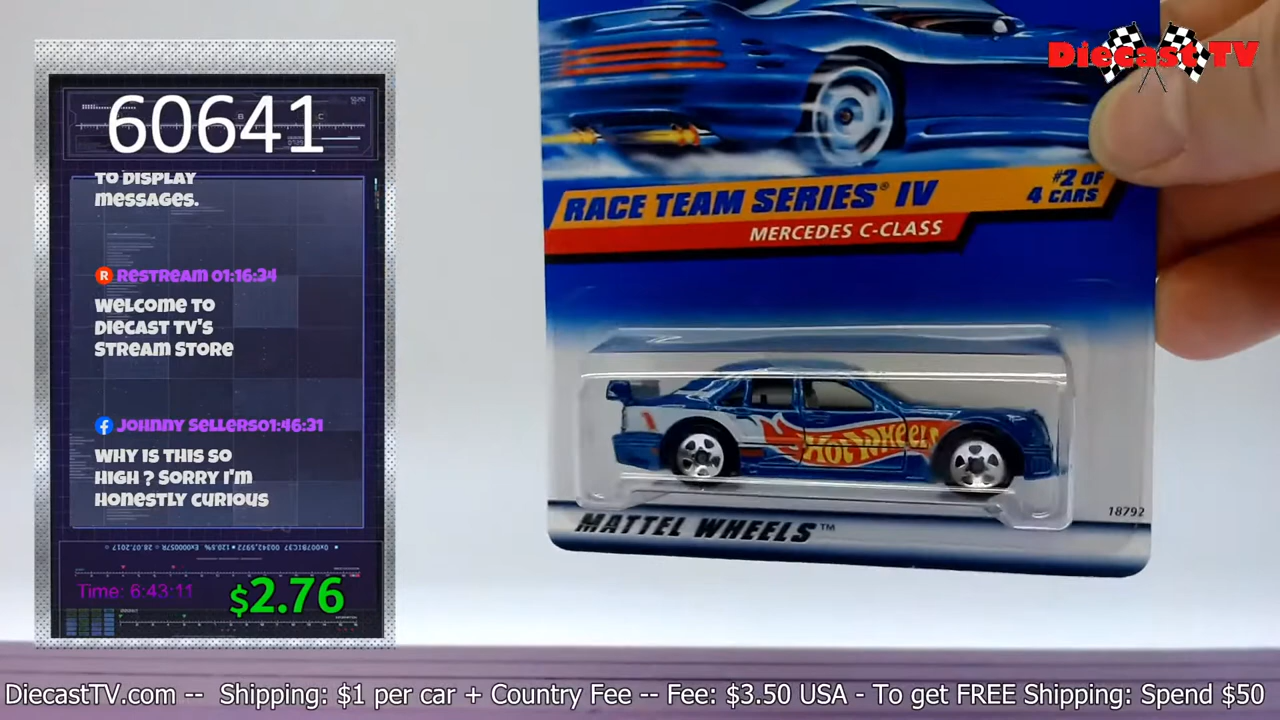 Diecast TV
60641
TO DISPLAY
MESSAGES.
R RESTREAM 01:16:34
WELCOME TO
DIECAST TV'S
STREAM STORE
f JOHNNY SELLERS01:46:31
WHY IS THIS SO
HIGH ? SORRY I'M
HONESTLY CURIOUS
Time: 6:43:11
$2.76
RACE TEAM SERIES® IV
#2 OF
4 CARS
MERCEDES C-CLASS
1
Hot Wheels
18792
MATTEL WHEELS™
DiecastTV.com -- Shipping: $1 per car + Country Fee -- Fee: $3.50 USA - To get FREE Shipping: Spend $50